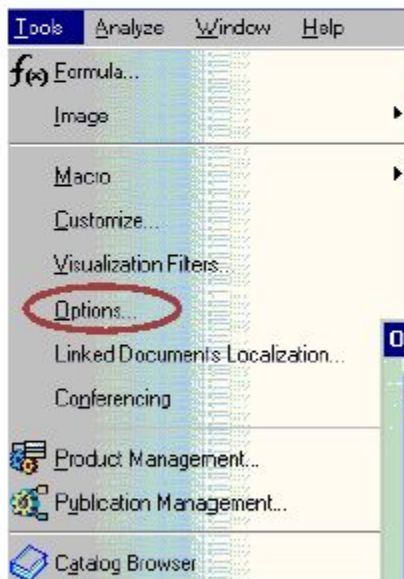 Tools Analyze Window Help
f(x) Formula...
Image
Macro
Customize...
Visualization Filters...
Options...
O
Linked Documents Localization...
Conferencing
Product Management...
Publication Management...
Catalog Browser